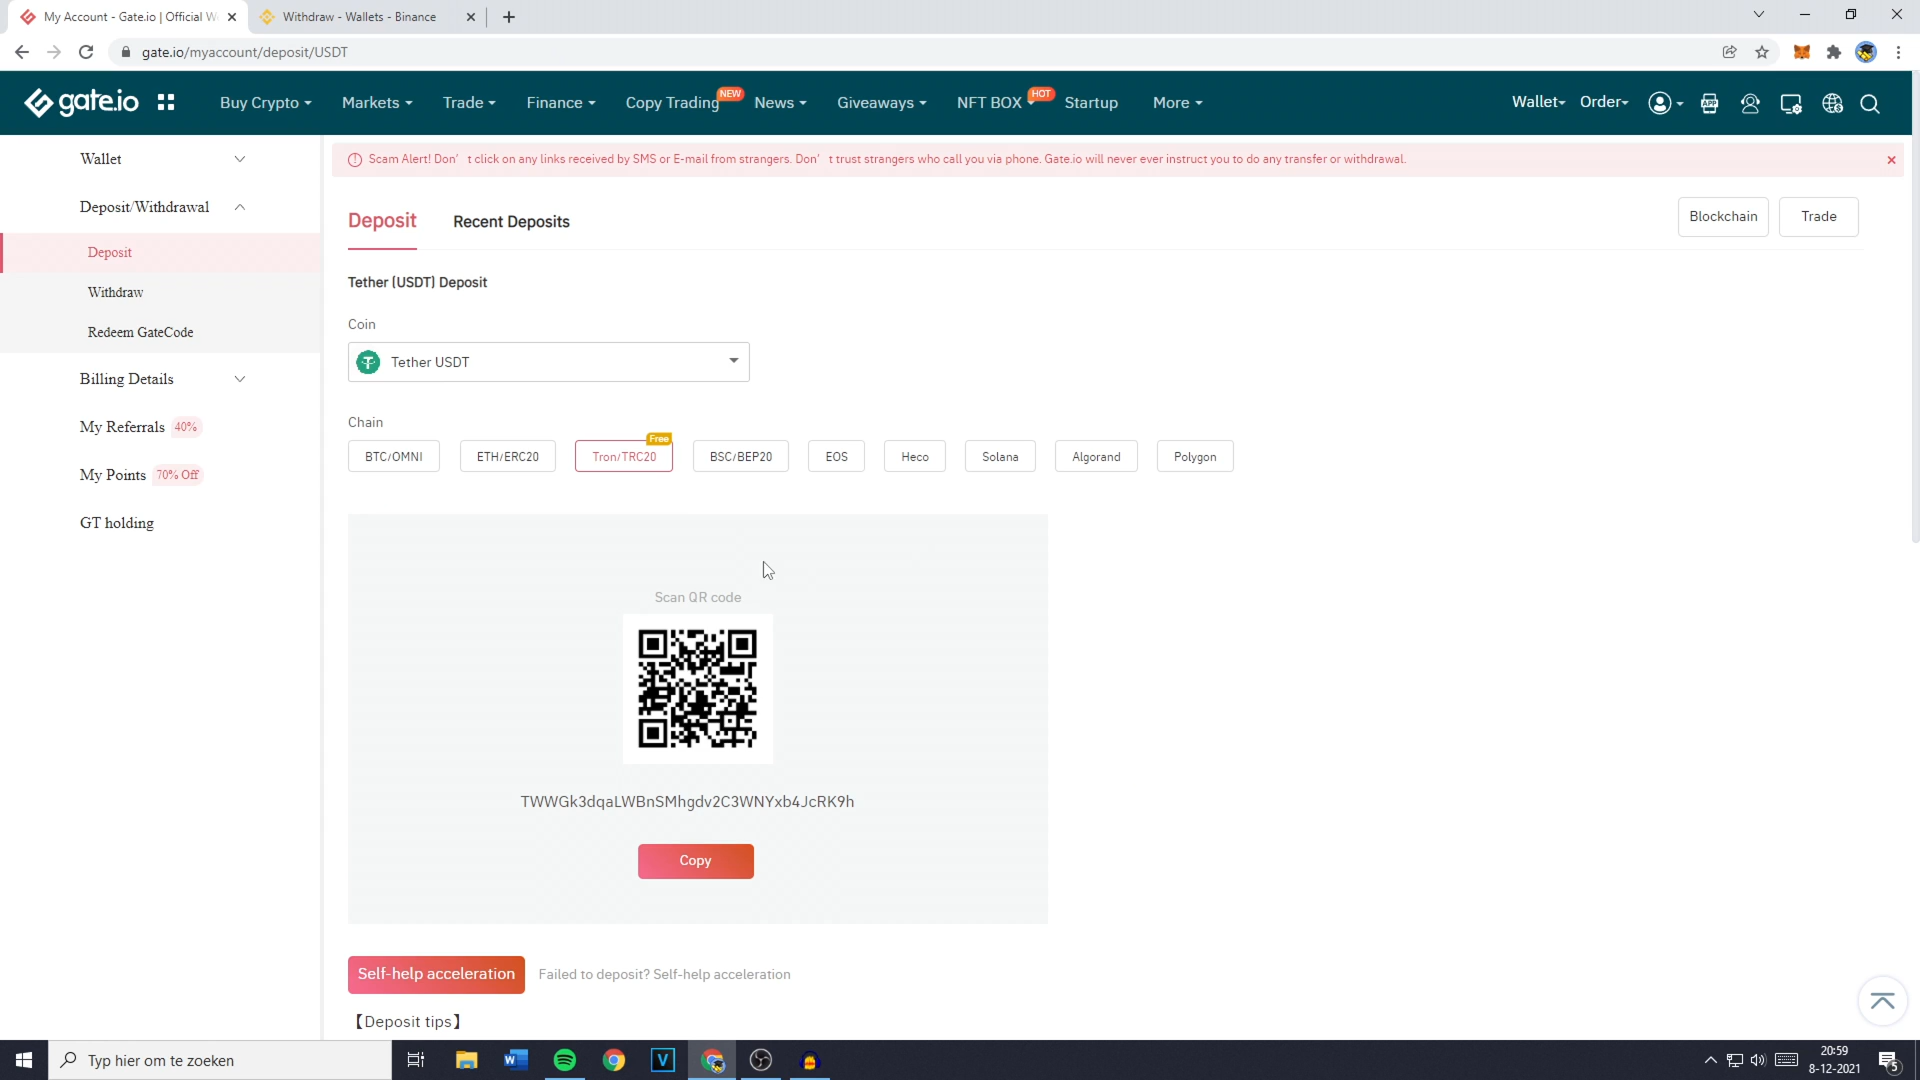 My Account - Gate.io | Official W
Withdraw - Wallets - Binance
gate.io/myaccount/deposit/USDT
gate.io
Buy Crypto
Markets
Trade
Finance
Copy Trading
NEW
News
Giveaways
NFT BOX
HOT
Startup
More
Wallet
Order
APP
Wallet
Deposit/Withdrawal
Deposit
Withdraw
Redeem GateCode
Billing Details
My Referrals 40%
My Points 70% Off
GT holding
Scam Alert! Don’ t click on any links received by SMS or E-mail from strangers. Don’ t trust strangers who call you via phone. Gate.io will never ever instruct you to do any transfer or withdrawal.
Deposit
Recent Deposits
Blockchain
Trade
Tether (USDT) Deposit
Coin
Tether USDT
Chain
BTC/OMNI
ETH/ERC20
Tron/TRC20
Free
BSC/BEP20
EOS
Heco
Solana
Algorand
Polygon
Scan QR code
TWWGk3dqaLWBnSMhgdv2C3WNYxb4JcRK9h
Copy
Self-help acceleration
Failed to deposit? Self-help acceleration
【Deposit tips】
Typ hier om te zoeken
20:59
8-12-2021
5